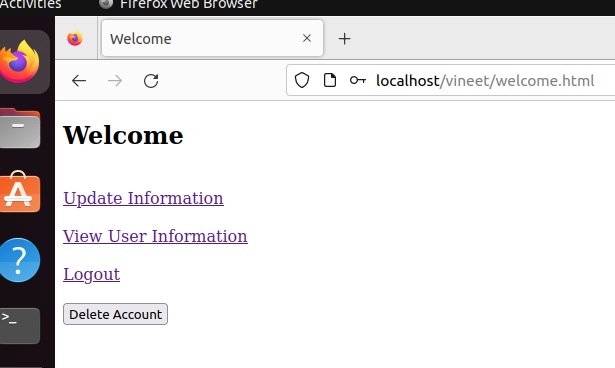 Activities Firefox Web Browser
Welcome
localhost/vineet/welcome.html
Welcome
Update Information
View User Information
Logout
Delete Account